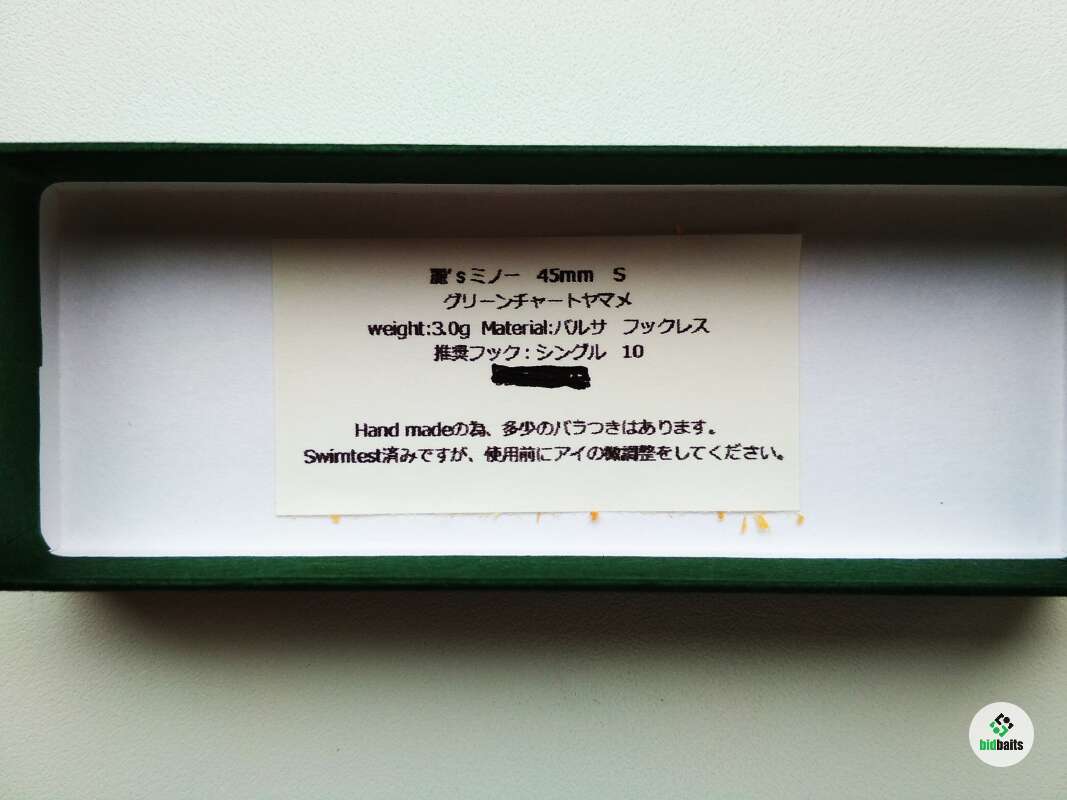 麗'sミノー 45mm S
グリーンチャートヤマメ
weight:3.0g Material:バルサ フックレス
推奨フック:シングル 10
Hand madeの為、多少のバラつきはあります。
Swimtest済みですが、使用前にアイの微調整をしてください。
bidbaits